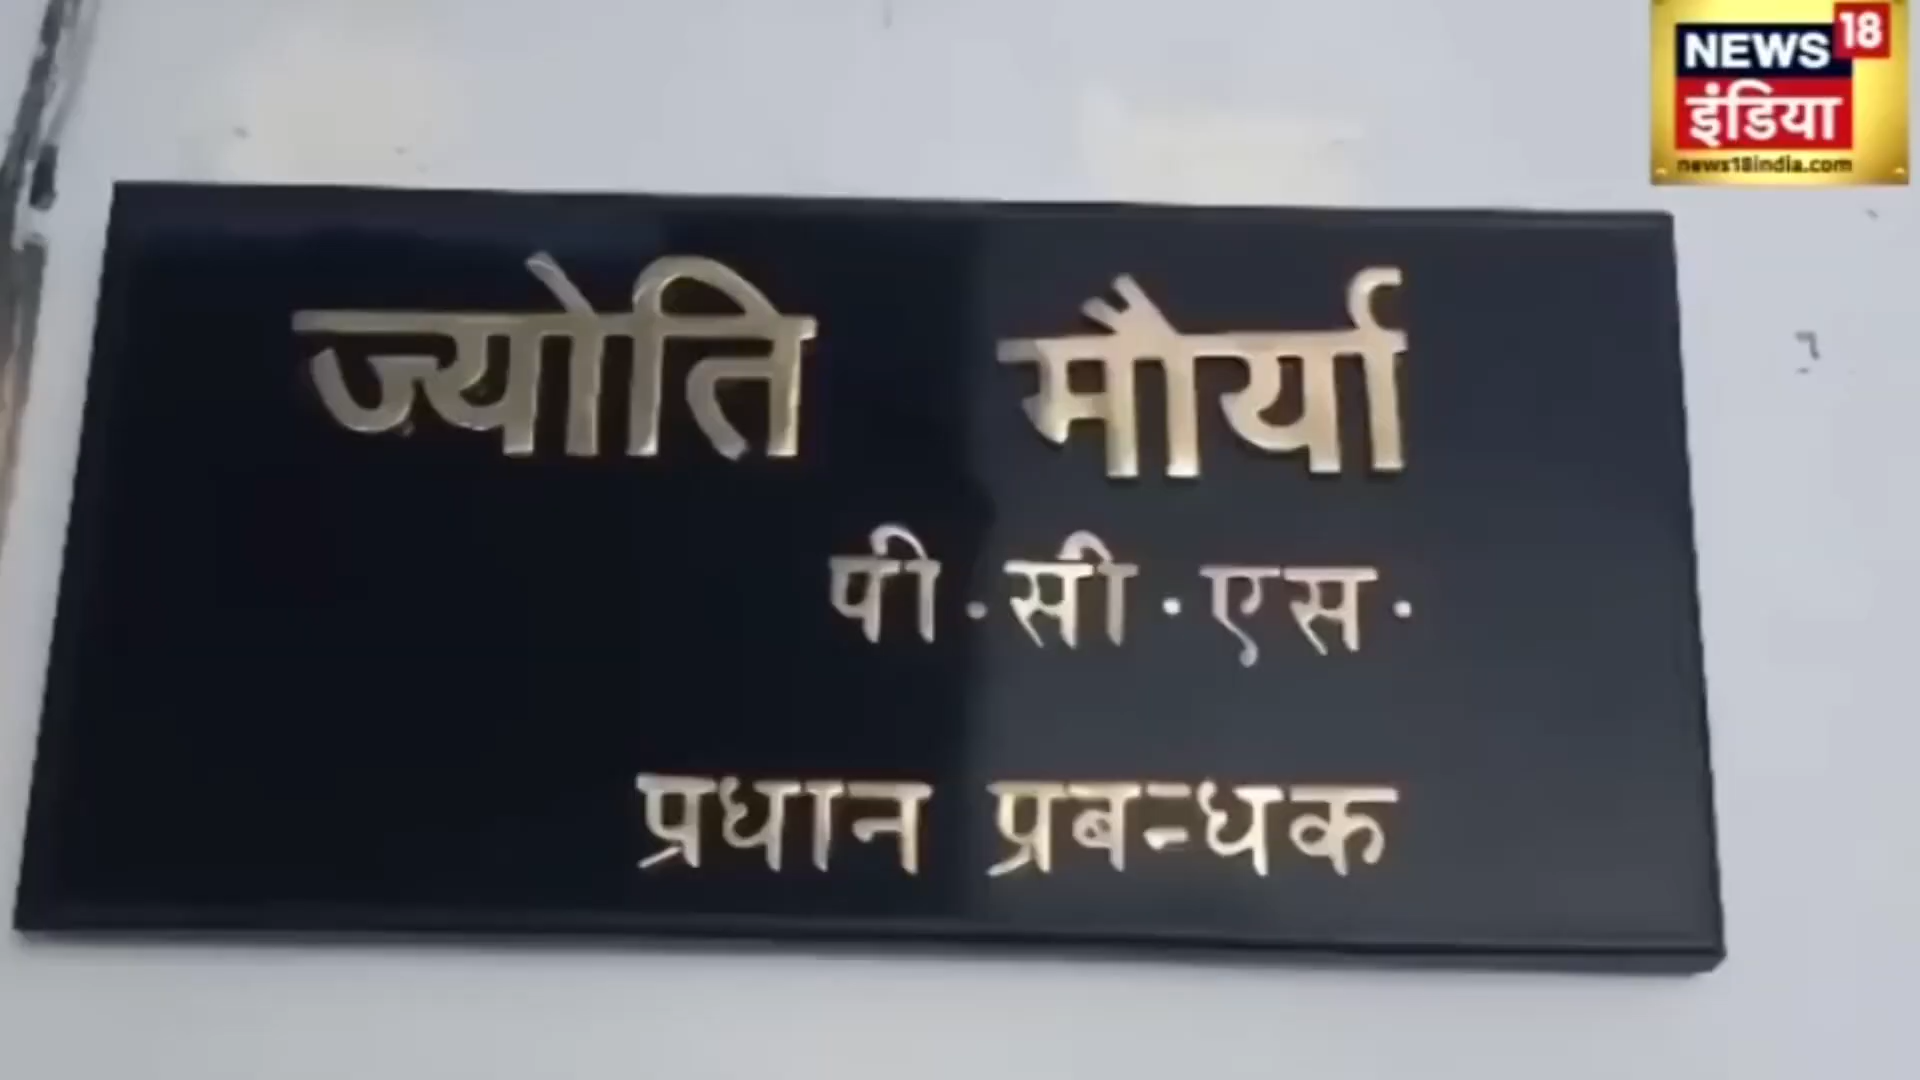 NEWS 18
इंडिया
news18india.com
ज्योति मौर्या
पी.सी.एस.
प्रधान प्रबन्धक